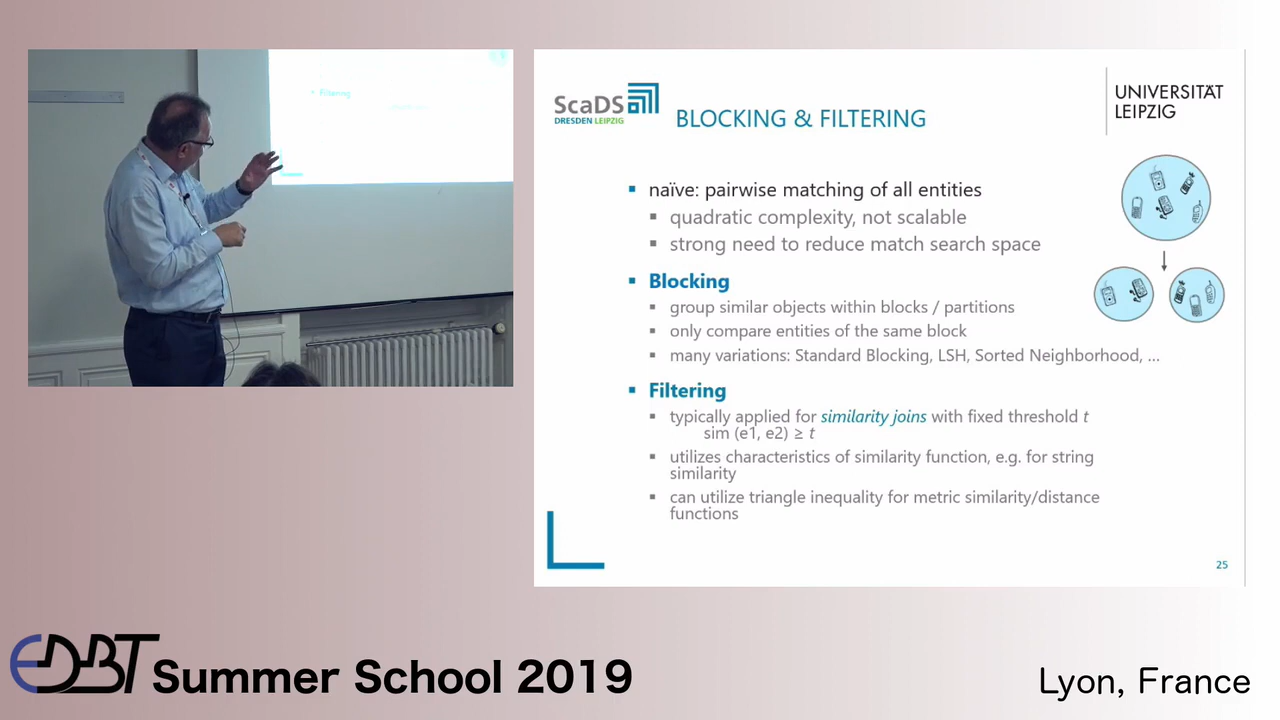 Filtering
ScaDS
DRESDEN LEIPZIG
BLOCKING & FILTERING
UNIVERSITÄT
LEIPZIG
▪ naïve: pairwise matching of all entities
▪ quadratic complexity, not scalable
▪ strong need to reduce match search space
▪ Blocking
▪ group similar objects within blocks / partitions
▪ only compare entities of the same block
▪ many variations: Standard Blocking, LSH, Sorted Neighborhood, ...
▪ Filtering
▪ typically applied for similarity joins with fixed threshold t
sim (e1, e2) ≥ t
▪ utilizes characteristics of similarity function, e.g. for string
similarity
▪ can utilize triangle inequality for metric similarity/distance
functions
25
EDBT Summer School 2019
Lyon, France